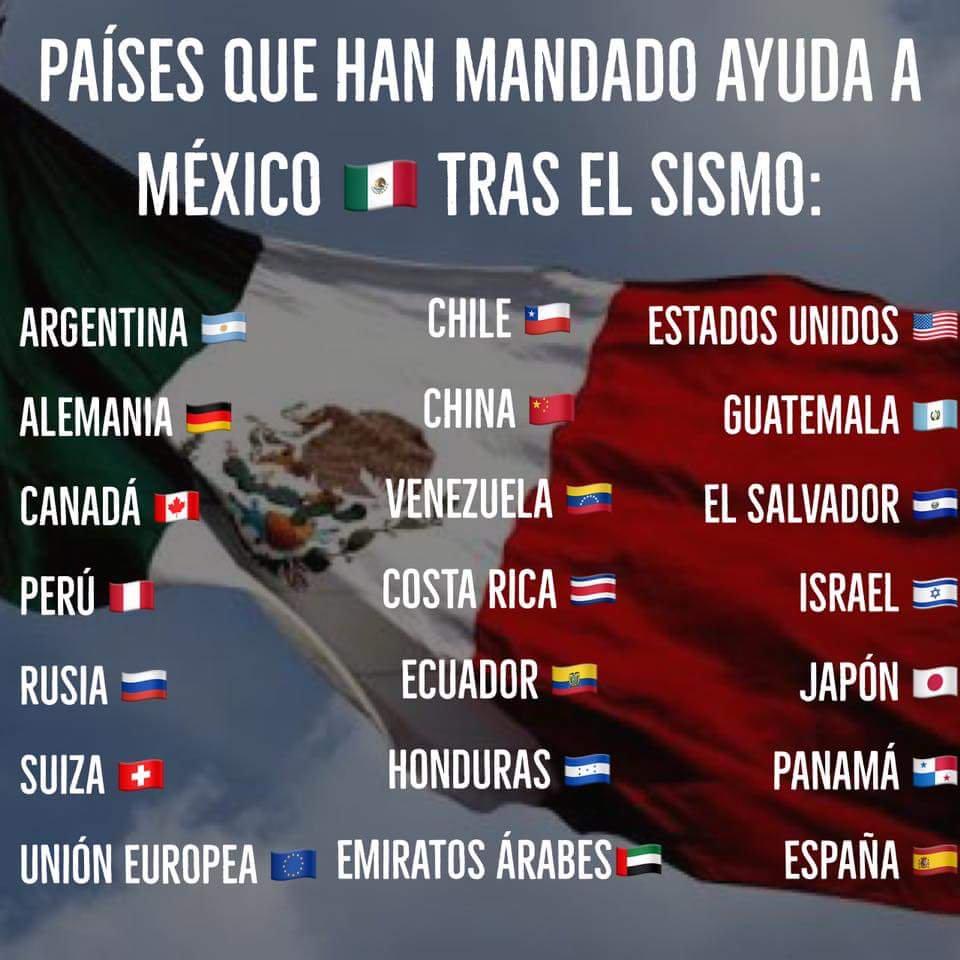 PAÍSES QUE HAN MANDADO AYUDA A
MÉXICO 🇲🇽 TRAS EL SISMO:
ARGENTINA 🇦🇷
ALEMANIA 🇩🇪
CANADÁ 🇨🇦
PERÚ 🇵🇪
RUSIA 🇷🇺
SUIZA 🇨🇭
UNIÓN EUROPEA 🇪🇺
CHILE 🇨🇱
CHINA 🇨🇳
VENEZUELA 🇻🇪
COSTA RICA 🇨🇷
ECUADOR 🇪🇨
HONDURAS 🇭🇳
EMIRATOS ÁRABES 🇦🇪
ESTADOS UNIDOS 🇺🇸
GUATEMALA 🇬🇹
EL SALVADOR 🇸🇻
ISRAEL 🇮🇱
JAPÓN 🇯🇵
PANAMÁ 🇵🇦
ESPAÑA 🇪🇸